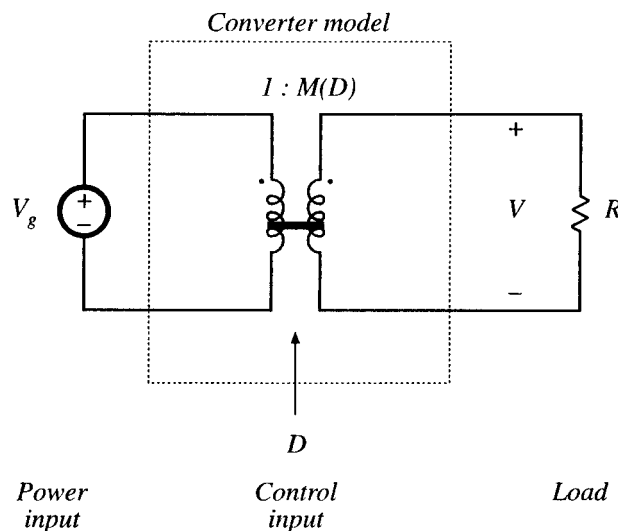 Converter model
1 : M(D)
+
+
V_g
−
V
R
−
D
Power input
Control input
Load